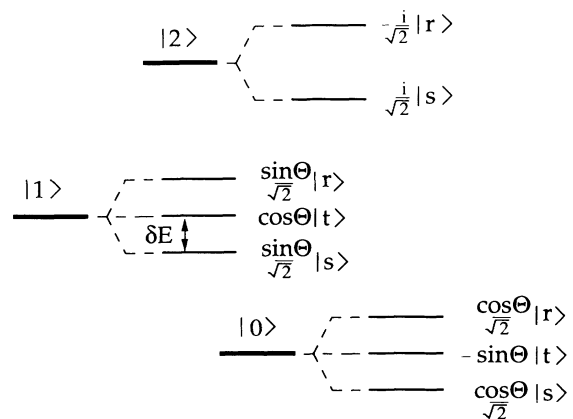 |2>
- i/√2 |r>
i/√2 |s>
|1>
sinΘ/√2 |r>
cosΘ|t>
δE
sinΘ/√2 |s>
|0>
cosΘ/√2 |r>
- sinΘ|t>
cosΘ/√2 |s>